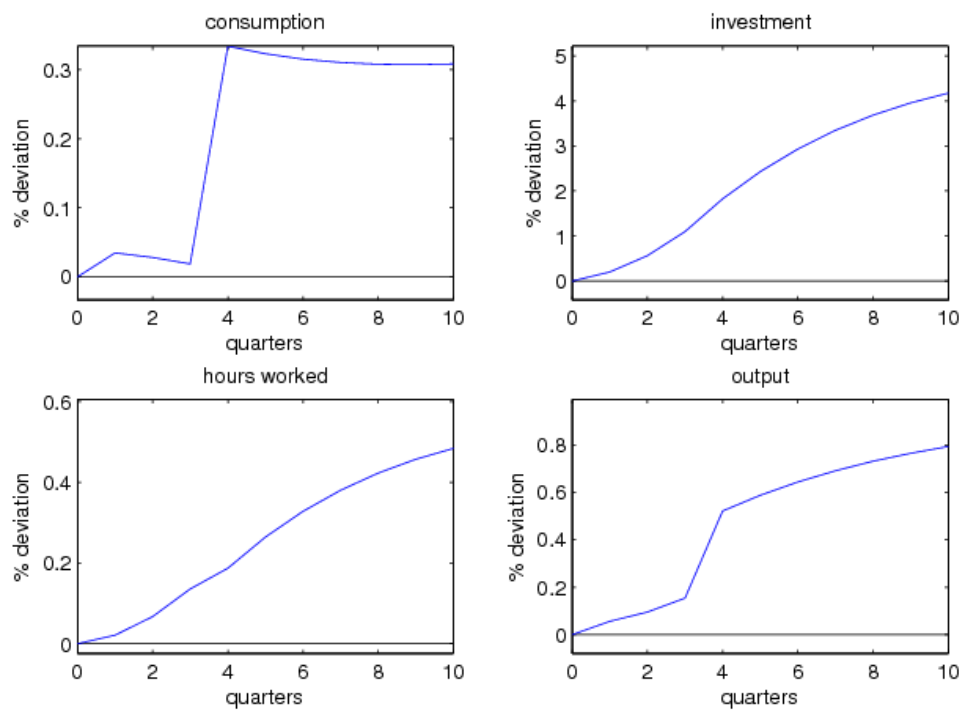 consumption
% deviation
0.3
0.2
0.1
0
0 2 4 6 8 10
quarters
investment
% deviation
5
4
3
2
1
0
0 2 4 6 8 10
quarters
hours worked
% deviation
0.6
0.4
0.2
0
0 2 4 6 8 10
quarters
output
% deviation
0.8
0.6
0.4
0.2
0
0 2 4 6 8 10
quarters